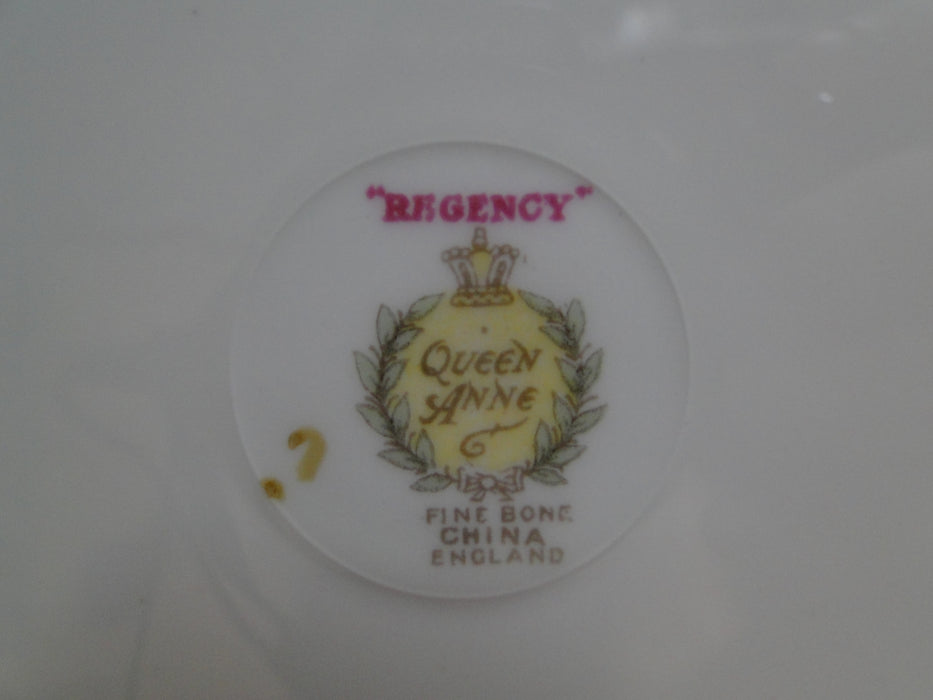 "REGENCY"
QUEEN
ANNE
FINE BONE
CHINA
ENGLAND